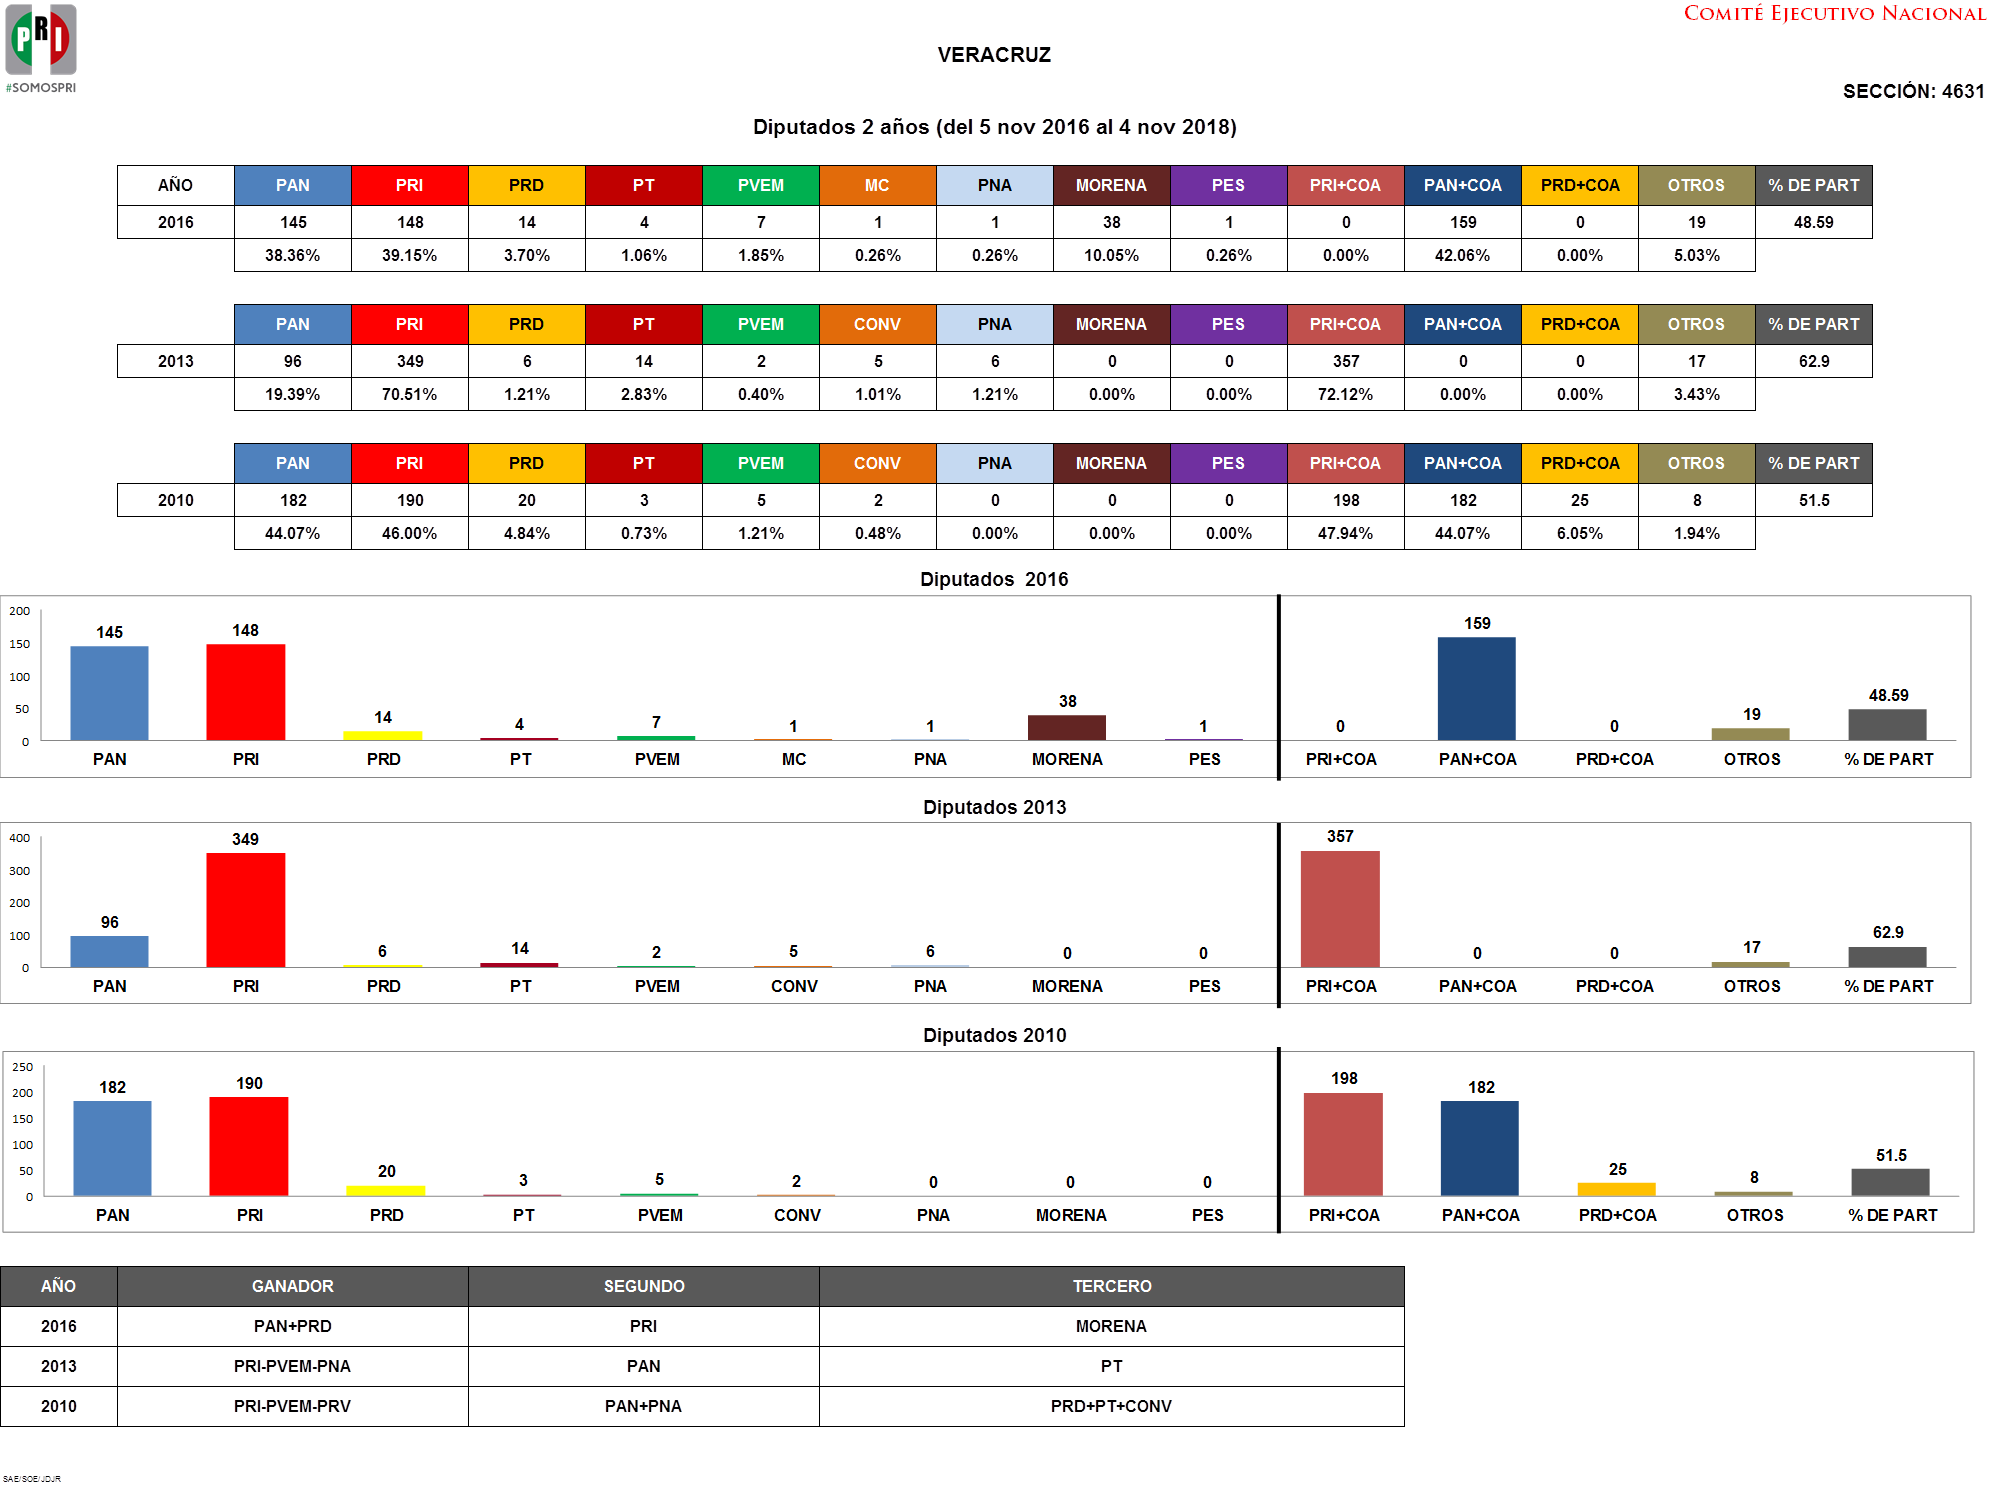 PRI
#SOMOSPRI
COMITÉ EJECUTIVO NACIONAL
VERACRUZ
SECCIÓN: 4631
Diputados 2 años (del 5 nov 2016 al 4 nov 2018)
AÑO PAN PRI PRD PT PVEM MC PNA MORENA PES PRI+COA PAN+COA PRD+COA OTROS % DE PART
2016 145 148 14 4 7 1 1 38 1 0 159 0 19 48.59
38.36% 39.15% 3.70% 1.06% 1.85% 0.26% 0.26% 10.05% 0.26% 0.00% 42.06% 0.00% 5.03%
PAN PRI PRD PT PVEM CONV PNA MORENA PES PRI+COA PAN+COA PRD+COA OTROS % DE PART
2013 96 349 6 14 2 5 6 0 0 357 0 0 17 62.9
19.39% 70.51% 1.21% 2.83% 0.40% 1.01% 1.21% 0.00% 0.00% 72.12% 0.00% 0.00% 3.43%
PAN PRI PRD PT PVEM CONV PNA MORENA PES PRI+COA PAN+COA PRD+COA OTROS % DE PART
2010 182 190 20 3 5 2 0 0 0 198 182 25 8 51.5
44.07% 46.00% 4.84% 0.73% 1.21% 0.48% 0.00% 0.00% 0.00% 47.94% 44.07% 6.05% 1.94%
Diputados 2016
200
150
100
50
0
145 148 14 4 7 1 1 38 1 0 159 0 19 48.59
PAN PRI PRD PT PVEM MC PNA MORENA PES PRI+COA PAN+COA PRD+COA OTROS % DE PART
Diputados 2013
400
300
200
100
0
96 349 6 14 2 5 6 0 0 357 0 0 17 62.9
PAN PRI PRD PT PVEM CONV PNA MORENA PES PRI+COA PAN+COA PRD+COA OTROS % DE PART
Diputados 2010
250
200
150
100
50
0
182 190 20 3 5 2 0 0 0 198 182 25 8 51.5
PAN PRI PRD PT PVEM CONV PNA MORENA PES PRI+COA PAN+COA PRD+COA OTROS % DE PART
AÑO GANADOR SEGUNDO TERCERO
2016 PAN+PRD PRI MORENA
2013 PRI-PVEM-PNA PAN PT
2010 PRI-PVEM-PRV PAN+PNA PRD+PT+CONV
SAE/SOE/JDJR